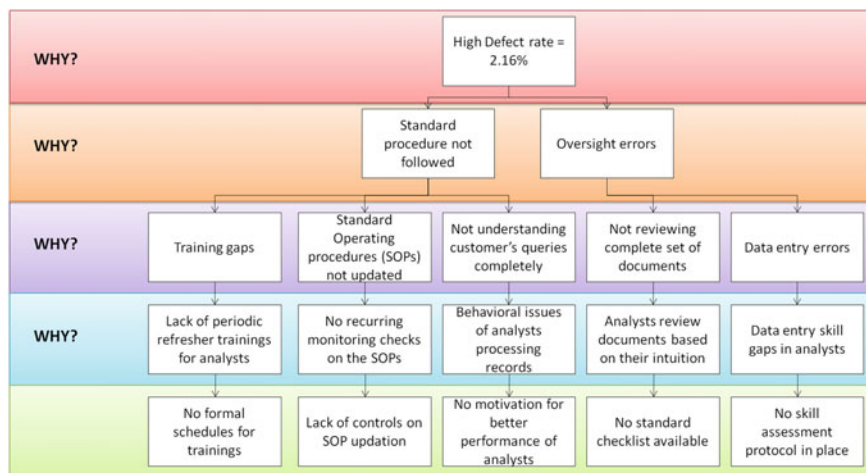 WHY?
High Defect rate =
2.16%
WHY?
Standard
procedure not
followed
Oversight errors
WHY?
Training gaps
Standard
Operating
procedures (SOPs)
not updated
Not understanding
customer's queries
completely
Not reviewing
complete set of
documents
Data entry errors
WHY?
Lack of periodic
refresher trainings
for analysts
No recurring
monitoring checks
on the SOPs
Behavioral issues
of analysts
processing
records
Analysts review
documents based
on their intuition
Data entry skill
gaps in analysts
No formal
schedules for
trainings
Lack of controls on
SOP updation
No motivation for
better
performance of
analysts
No standard
checklist available
No skill
assessment
protocol in place